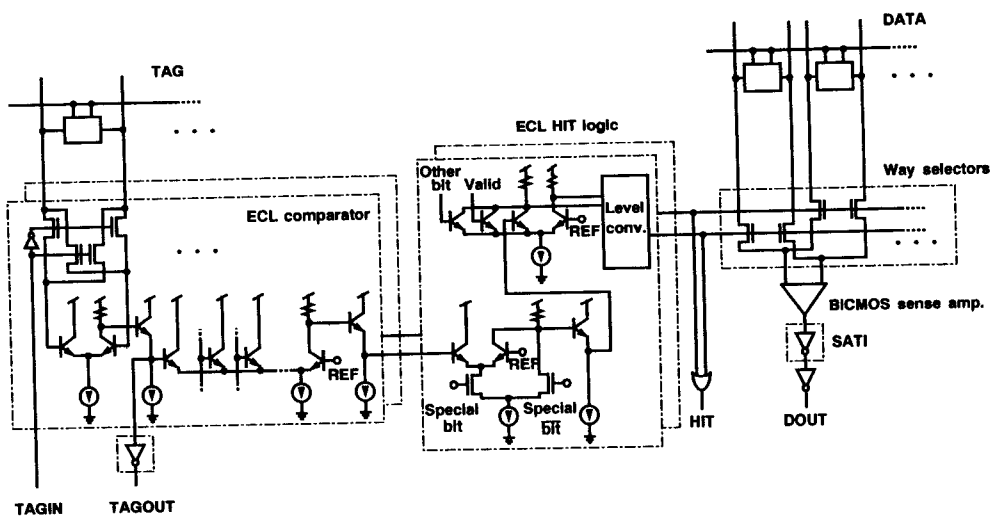 DATA
TAG
ECL HIT logic
Other
bit
Valid
Way selectors
ECL comparator
Level
conv.
REF
BICMOS sense amp.
SATI
REF
REF
Special
bit
Special
bit
HIT
DOUT
TAGIN
TAGOUT